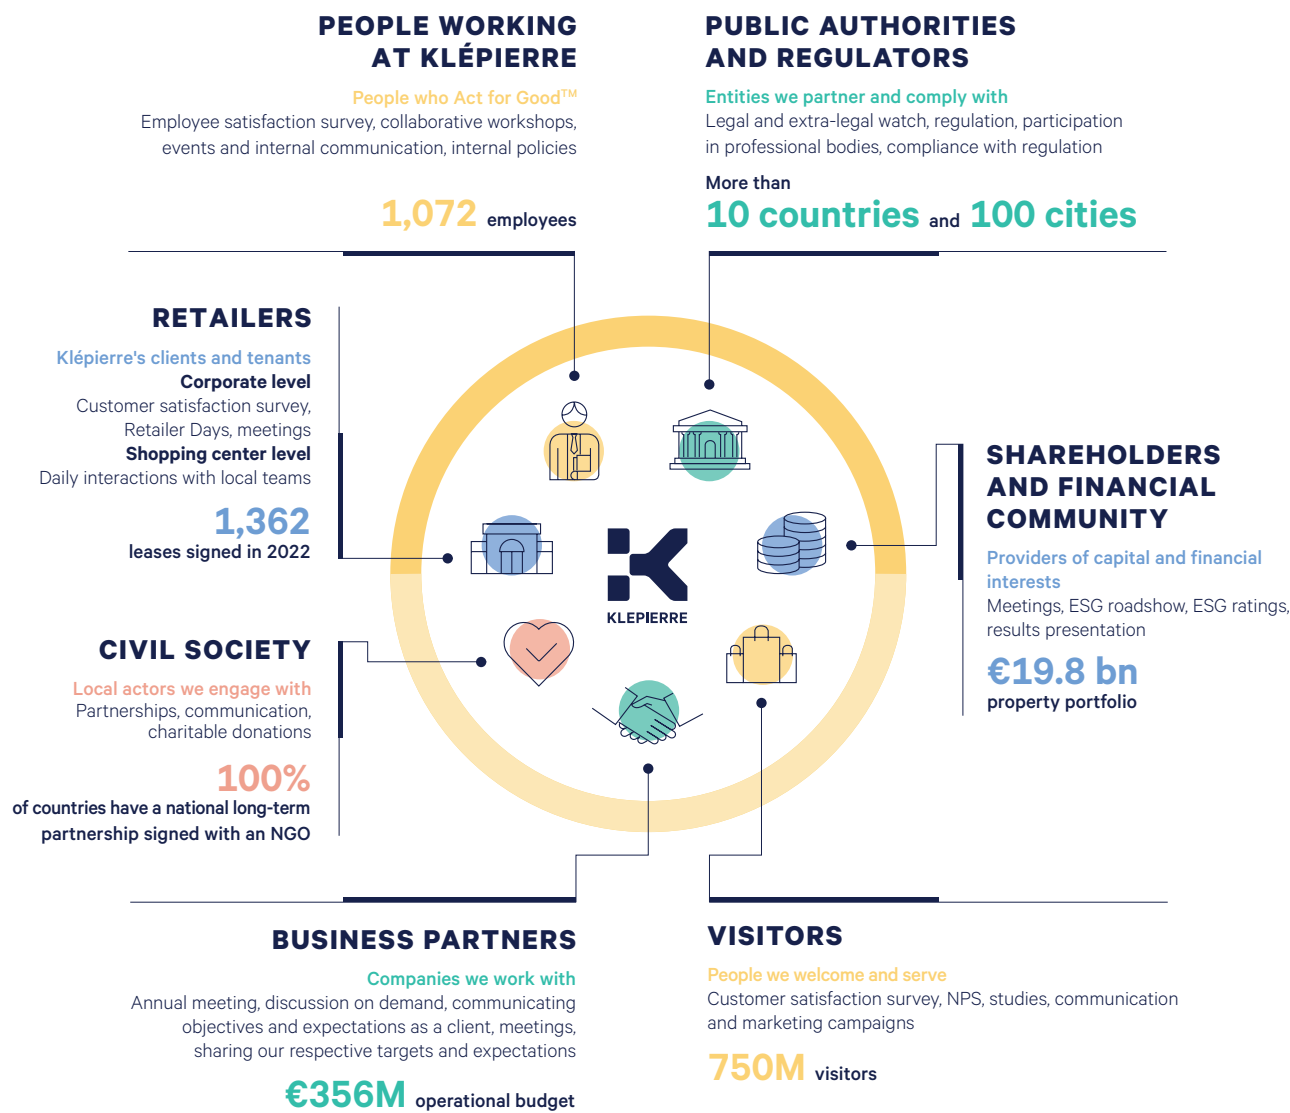 PEOPLE WORKING
AT KLÉPIERRE
People who Act for Good™
Employee satisfaction survey, collaborative workshops,
events and internal communication, internal policies
1,072 employees
PUBLIC AUTHORITIES
AND REGULATORS
Entities we partner and comply with
Legal and extra-legal watch, regulation, participation
in professional bodies, compliance with regulation
More than
10 countries and 100 cities
RETAILERS
Klépierre's clients and tenants
Corporate level
Customer satisfaction survey,
Retailer Days, meetings
Shopping center level
Daily interactions with local teams
1,362
leases signed in 2022
SHAREHOLDERS
AND FINANCIAL
COMMUNITY
Providers of capital and financial
interests
Meetings, ESG roadshow, ESG ratings,
results presentation
€19.8 bn
property portfolio
KLEPIERRE
CIVIL SOCIETY
Local actors we engage with
Partnerships, communication,
charitable donations
100%
of countries have a national long-term
partnership signed with an NGO
BUSINESS PARTNERS
Companies we work with
Annual meeting, discussion on demand, communicating
objectives and expectations as a client, meetings,
sharing our respective targets and expectations
€356M operational budget
VISITORS
People we welcome and serve
Customer satisfaction survey, NPS, studies, communication
and marketing campaigns
750M visitors